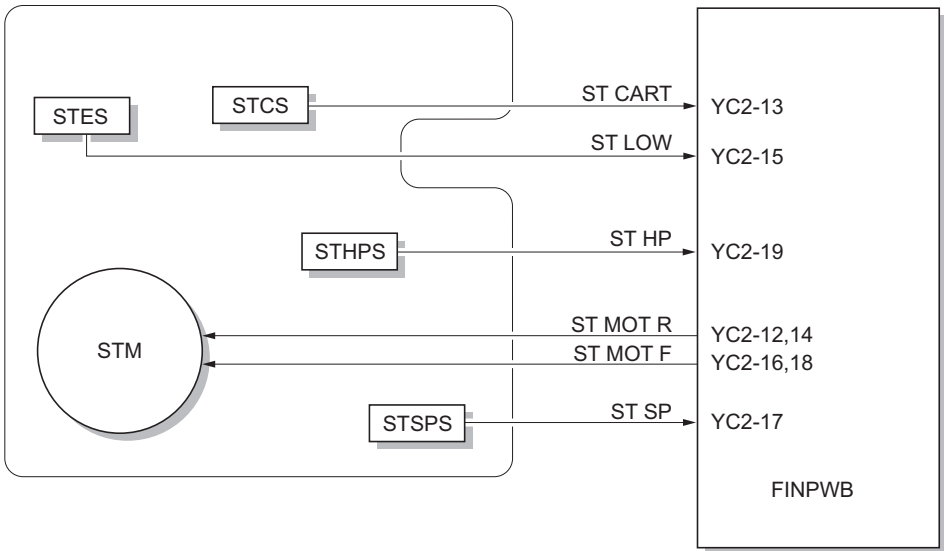 STES
STCS
ST CART
YC2-13
ST LOW
YC2-15
STHPS
ST HP
YC2-19
STM
ST MOT R
YC2-12,14
ST MOT F
YC2-16,18
STSPS
ST SP
YC2-17
FINPWB